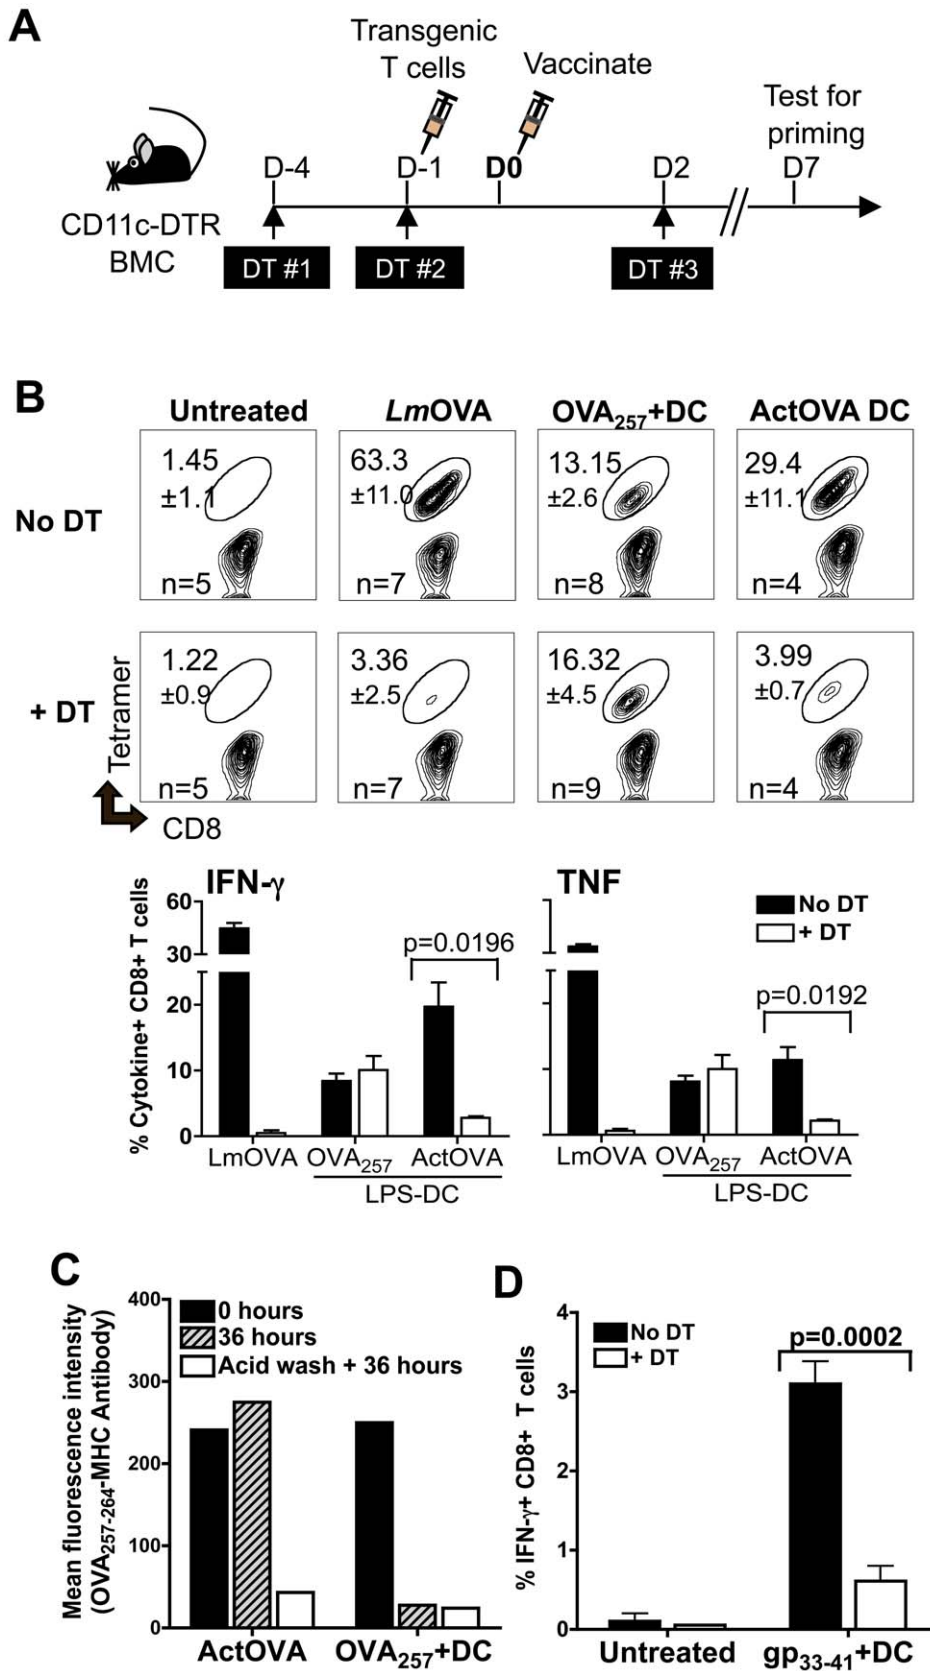 A
Transgenic
T cells
Vaccinate
Test for
priming
D-4
D-1
D0
D2
D7
CD11c-DTR
BMC
DT #1
DT #2
DT #3
B
Untreated
LmOVA
OVA257+DC
ActOVA DC
No DT
1.45
±1.1
n=5
63.3
±11.0
n=7
13.15
±2.6
n=8
29.4
±11.1
n=4
+ DT
1.22
±0.9
n=5
3.36
±2.5
n=7
16.32
±4.5
n=9
3.99
±0.7
n=4
Tetramer
CD8
% Cytokine+ CD8+ T cells
IFN-γ
60
30
20
10
0
p=0.0196
LmOVA
OVA257
ActOVA
LPS-DC
TNF
No DT
+ DT
p=0.0192
LmOVA
OVA257
ActOVA
LPS-DC
C
Mean fluorescence intensity
(OVA257-264-MHC Antibody)
400
300
200
100
0
0 hours
36 hours
Acid wash + 36 hours
ActOVA
OVA257+DC
D
% IFN-γ+ CD8+ T cells
4
3
2
1
0
No DT
+ DT
p=0.0002
Untreated
gp33-41+DC